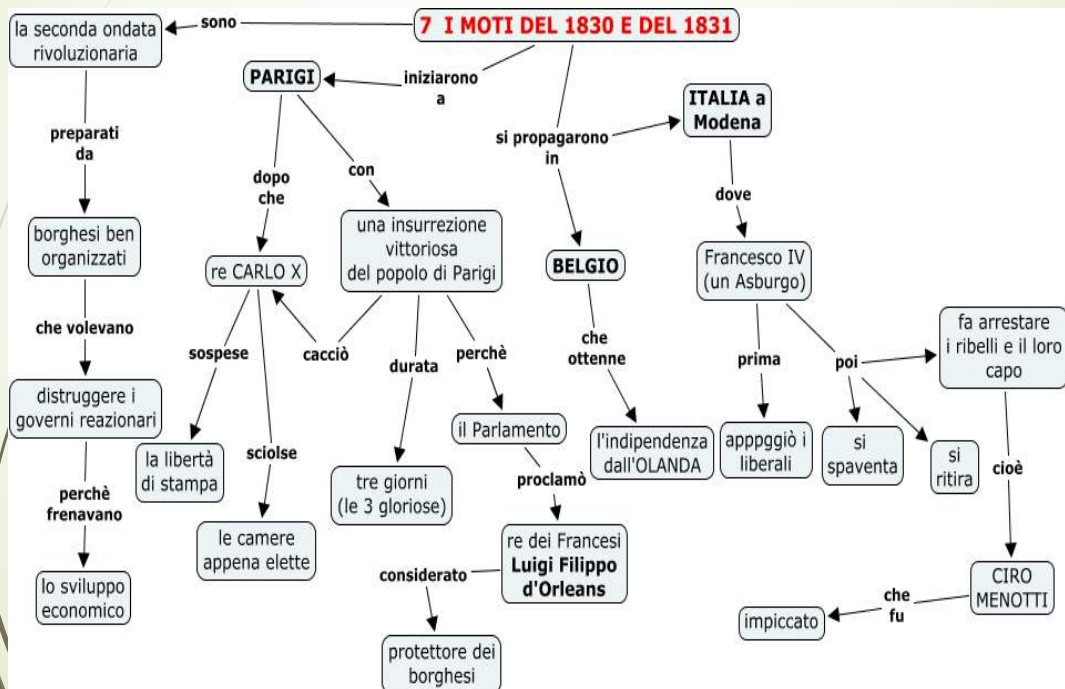 7 I MOTI DEL 1830 E DEL 1831
sono
la seconda ondata
rivoluzionaria
preparati
da
borghesi ben
organizzati
che volevano
distruggere i
governi reazionari
perchè
frenavano
lo sviluppo
economico
iniziarono
a
PARIGI
dopo
che
re CARLO X
sospese
la libertà
di stampa
sciolse
le camere
appena elette
con
una insurrezione
vittoriosa
del popolo di Parigi
cacciò
durata
tre giorni
(le 3 gloriose)
perchè
il Parlamento
proclamò
re dei Francesi
Luigi Filippo
d'Orleans
considerato
protettore dei
borghesi
si propagarono
in
BELGIO
che
ottenne
l'indipendenza
dall'OLANDA
ITALIA a
Modena
dove
Francesco IV
(un Asburgo)
prima
apppggiò i
liberali
poi
si
spaventa
si
ritira
fa arrestare
i ribelli e il loro
capo
cioè
CIRO
MENOTTI
che
fu
impiccato